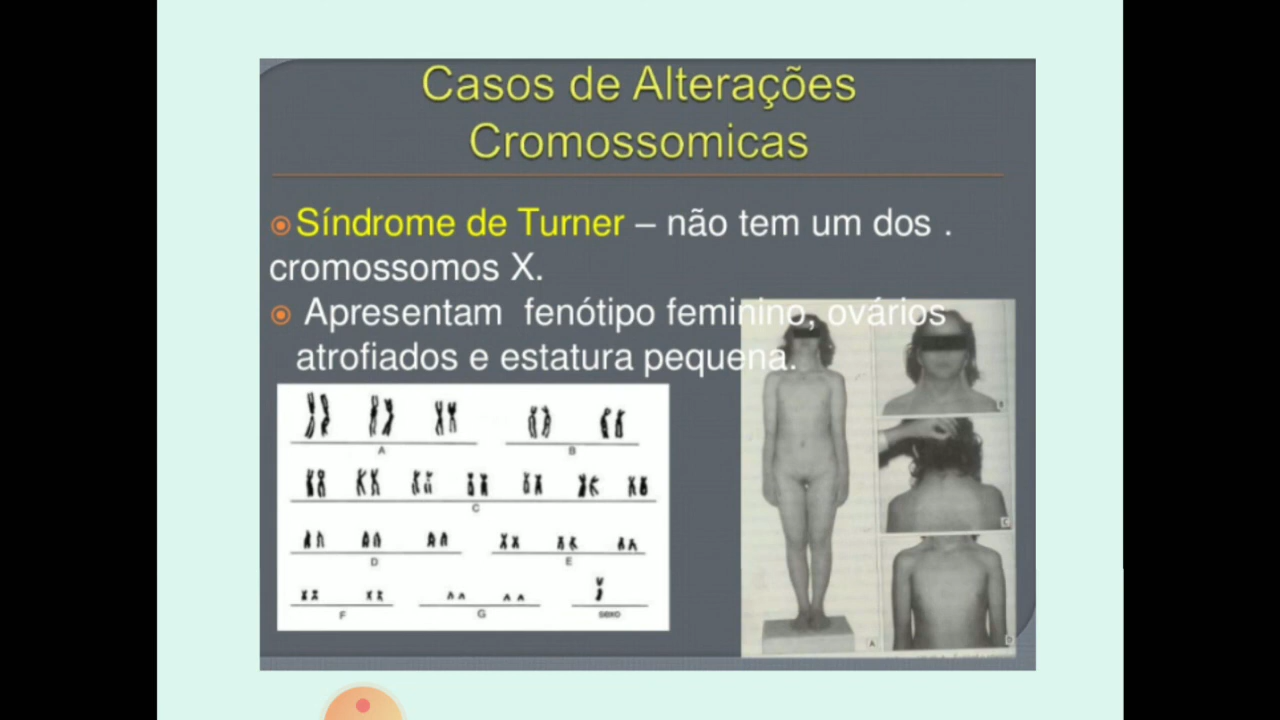 Casos de Alterações
Cromossomicas
Síndrome de Turner – não tem um dos .
cromossomos X.
Apresentam fenótipo feminino, ovários
atrofiados e estatura pequena.
A B
C
D E
F G sexo
B
C
A D